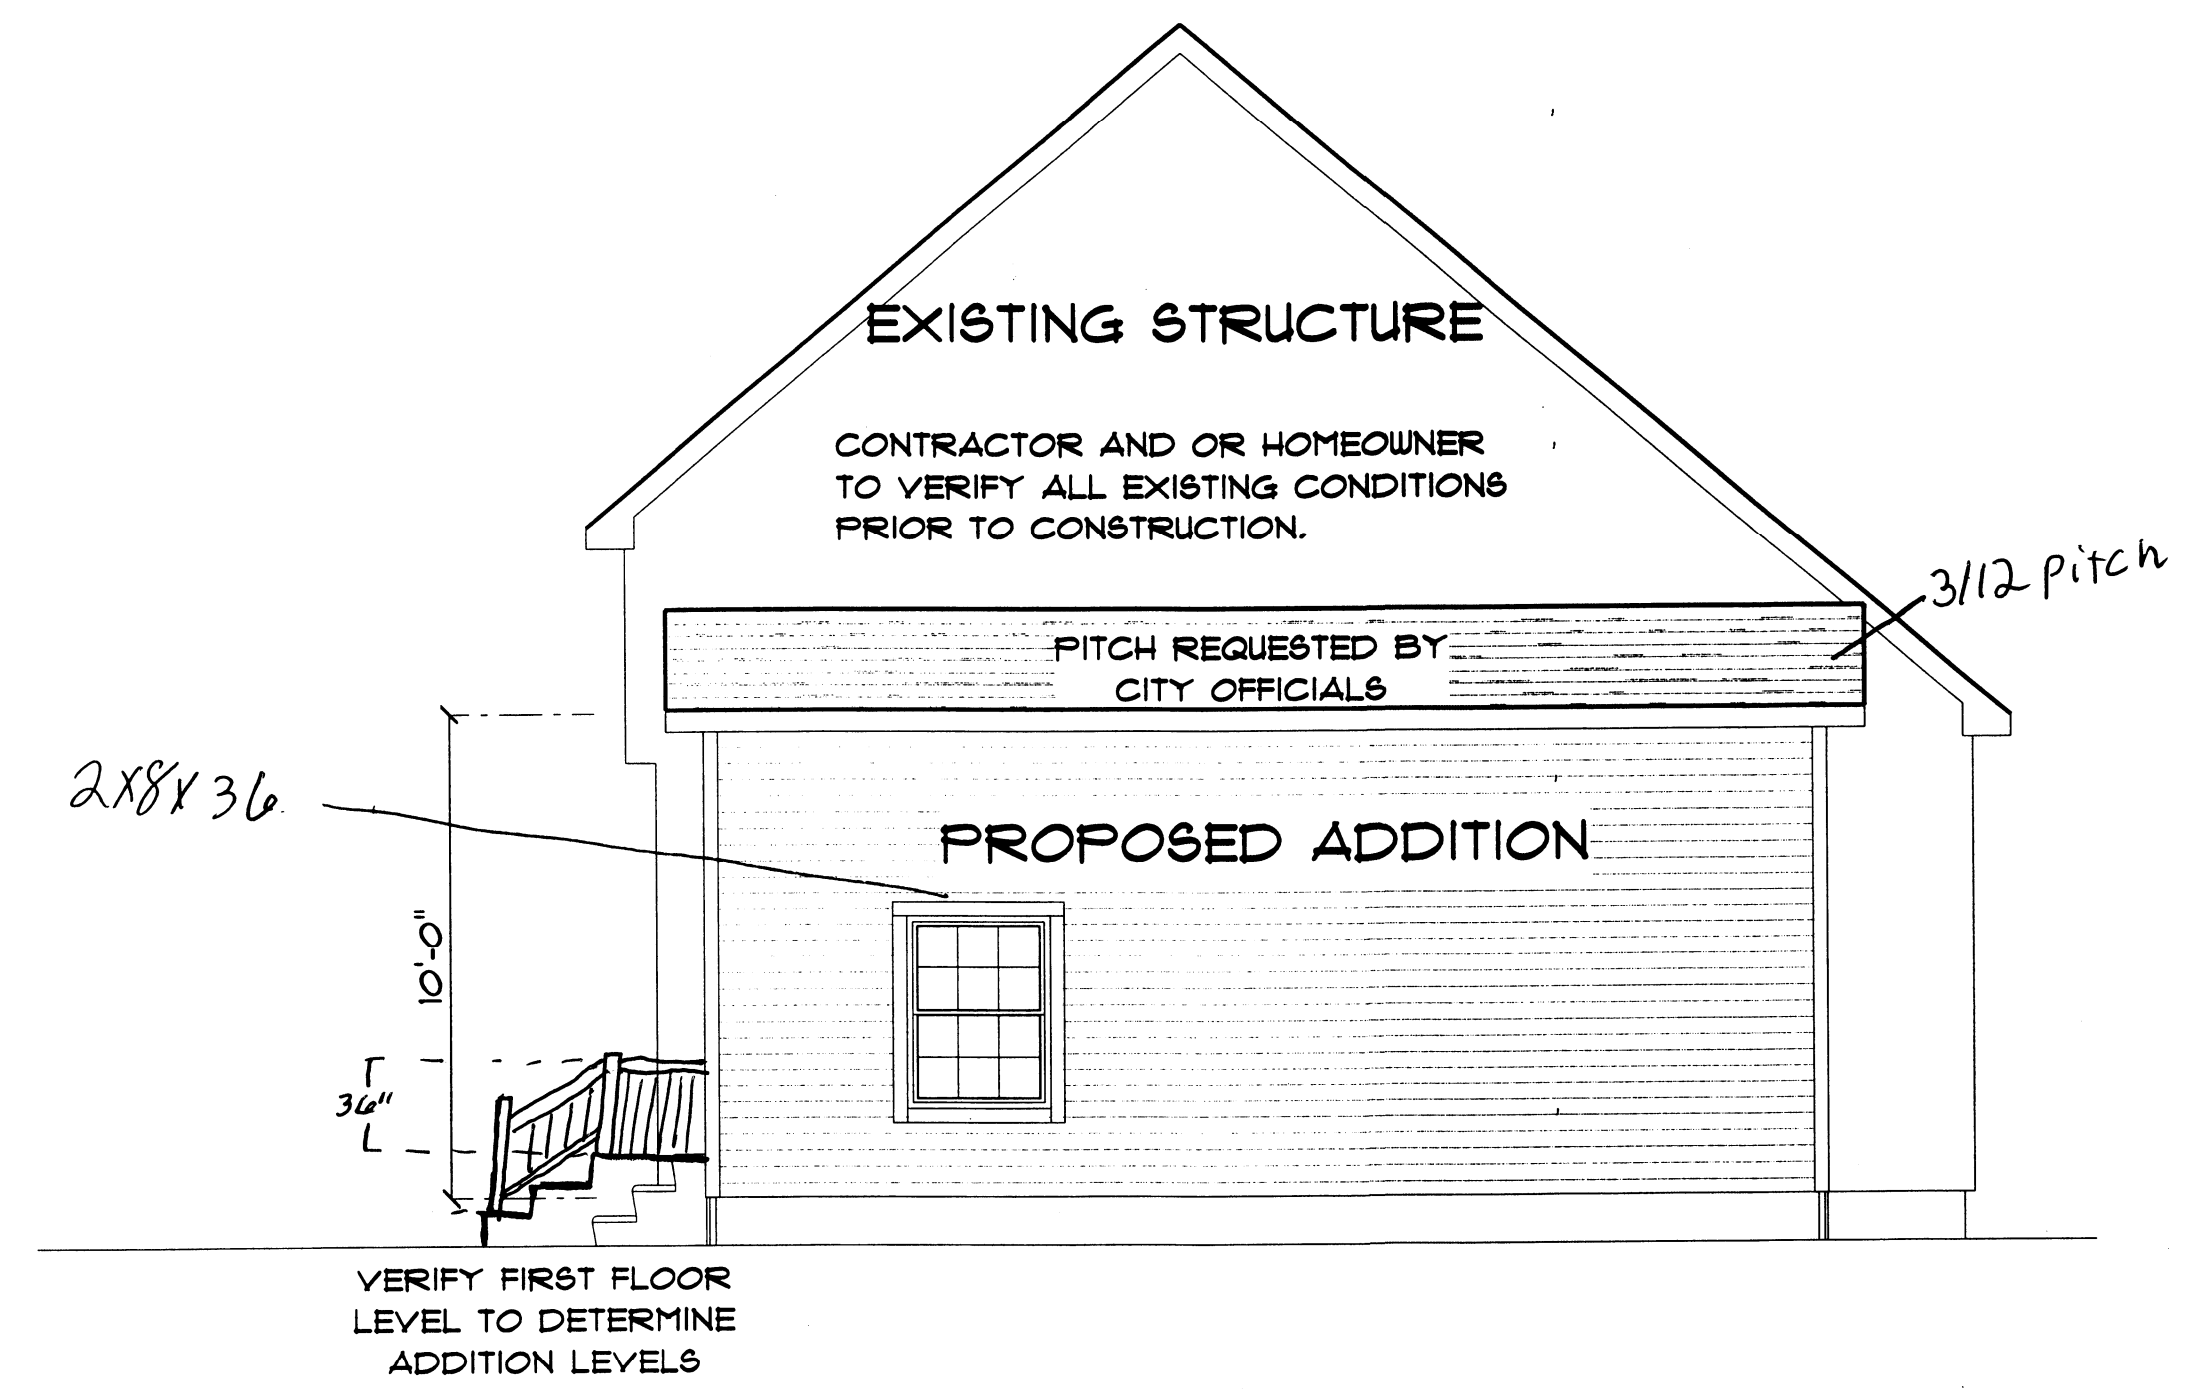 EXISTING STRUCTURE
CONTRACTOR AND OR HOMEOWNER
TO VERIFY ALL EXISTING CONDITIONS
PRIOR TO CONSTRUCTION.
3/12 pitch
PITCH REQUESTED BY
CITY OFFICIALS
2x8x36
PROPOSED ADDITION
10'-0"
36"
VERIFY FIRST FLOOR
LEVEL TO DETERMINE
ADDITION LEVELS